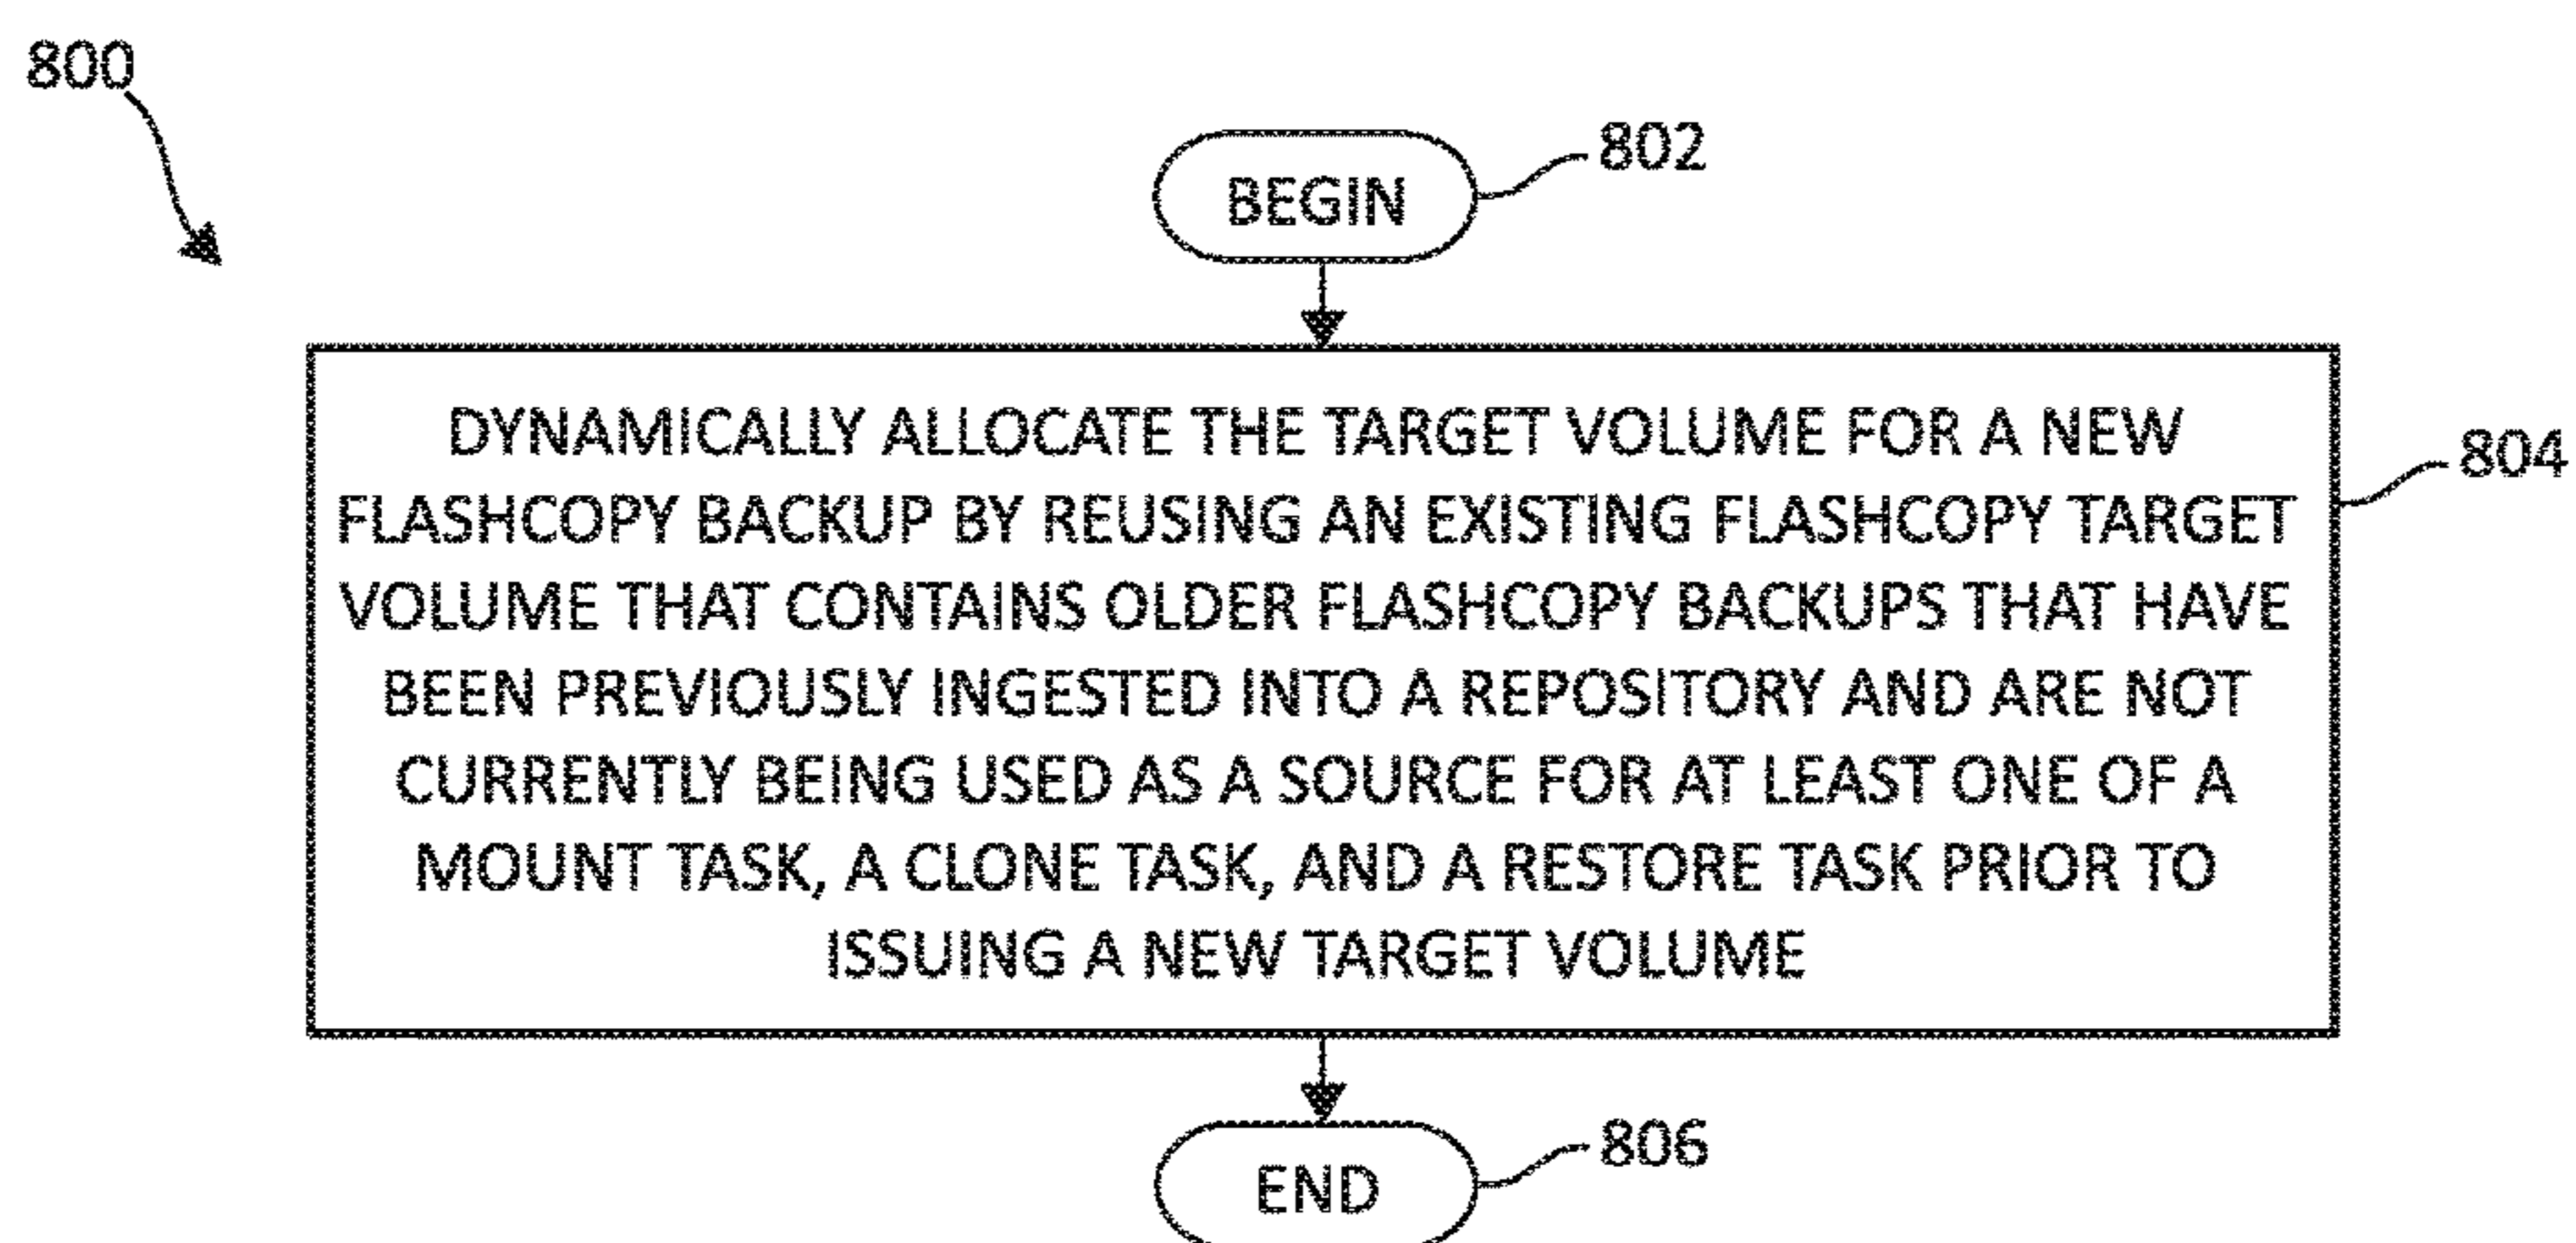 800
802
BEGIN
DYNAMICALLY ALLOCATE THE TARGET VOLUME FOR A NEW
804
FLASHCOPY BACKUP BY REUSING AN EXISTING FLASHCOPY TARGET
VOLUME THAT CONTAINS OLDER FLASHCOPY BACKUPS THAT HAVE
BEEN PREVIOUSLY INGESTED INTO A REPOSITORY AND ARE NOT
CURRENTLY BEING USED AS A SOURCE FOR AT LEAST ONE OF A
MOUNT TASK, A CLONE TASK, AND A RESTORE TASK PRIOR TO
ISSUING A NEW TARGET VOLUME
806
END